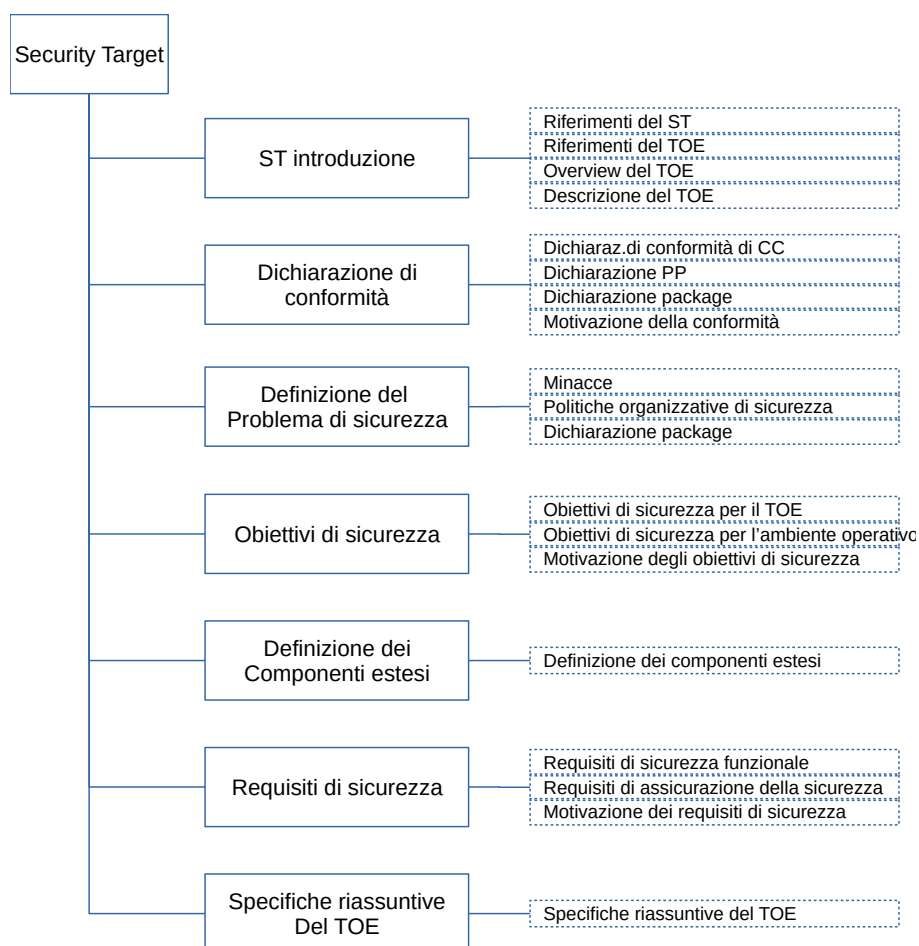 Security Target
ST introduzione
Riferimenti del ST
Riferimenti del TOE
Overview del TOE
Descrizione del TOE
Dichiarazione di
conformità
Dichiaraz.di conformità di CC
Dichiarazione PP
Dichiarazione package
Motivazione della conformità
Definizione del
Problema di sicurezza
Minacce
Politiche organizzative di sicurezza
Dichiarazione package
Obiettivi di sicurezza
Obiettivi di sicurezza per il TOE
Obiettivi di sicurezza per l’ambiente operativo
Motivazione degli obiettivi di sicurezza
Definizione dei
Componenti estesi
Definizione dei componenti estesi
Requisiti di sicurezza
Requisiti di sicurezza funzionale
Requisiti di assicurazione della sicurezza
Motivazione dei requisiti di sicurezza
Specifiche riassuntive
Del TOE
Specifiche riassuntive del TOE